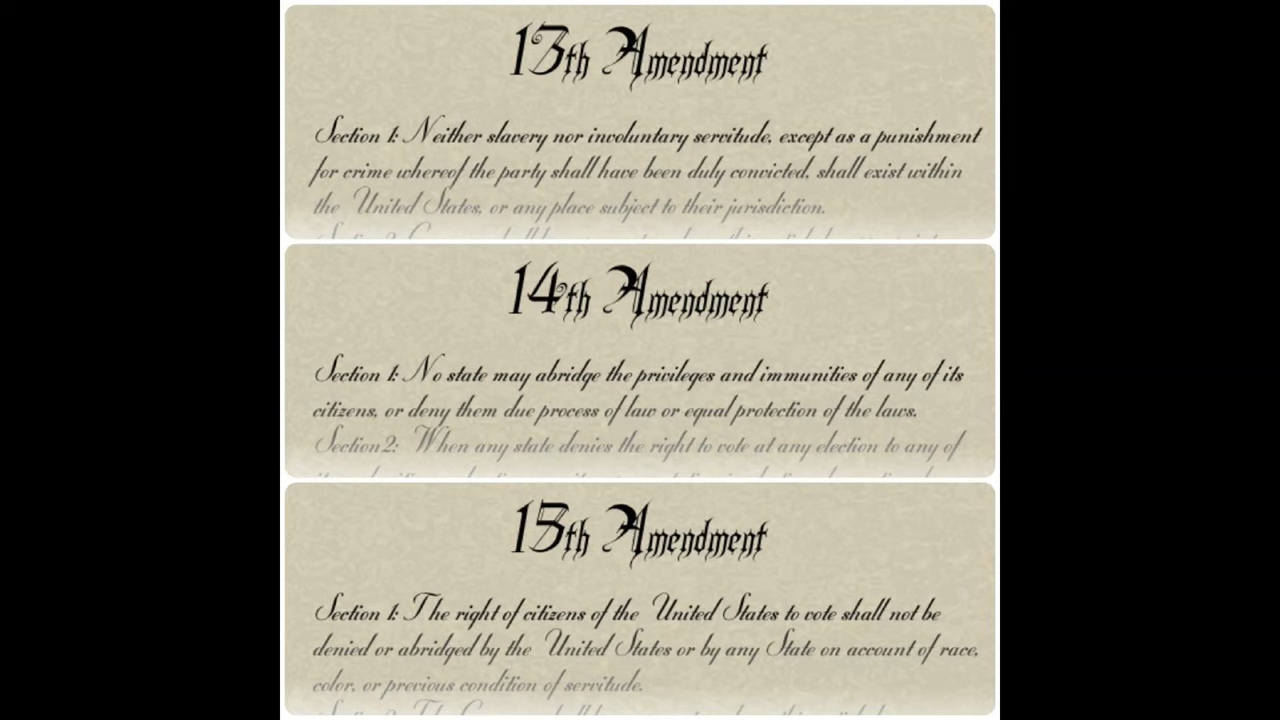 13th Amendment
Section 1: Neither slavery nor involuntary servitude, except as a punishment
for crime whereof the party shall have been duly convicted, shall exist within
the United States, or any place subject to their jurisdiction.
14th Amendment
Section 1: No state may abridge the privileges and immunities of any of its
citizens, or deny them due process of law or equal protection of the laws.
Section2: When any state denies the right to vote at any election to any of
15th Amendment
Section 1: The right of citizens of the United States to vote shall not be
denied or abridged by the United States or by any State on account of race,
color, or previous condition of servitude.